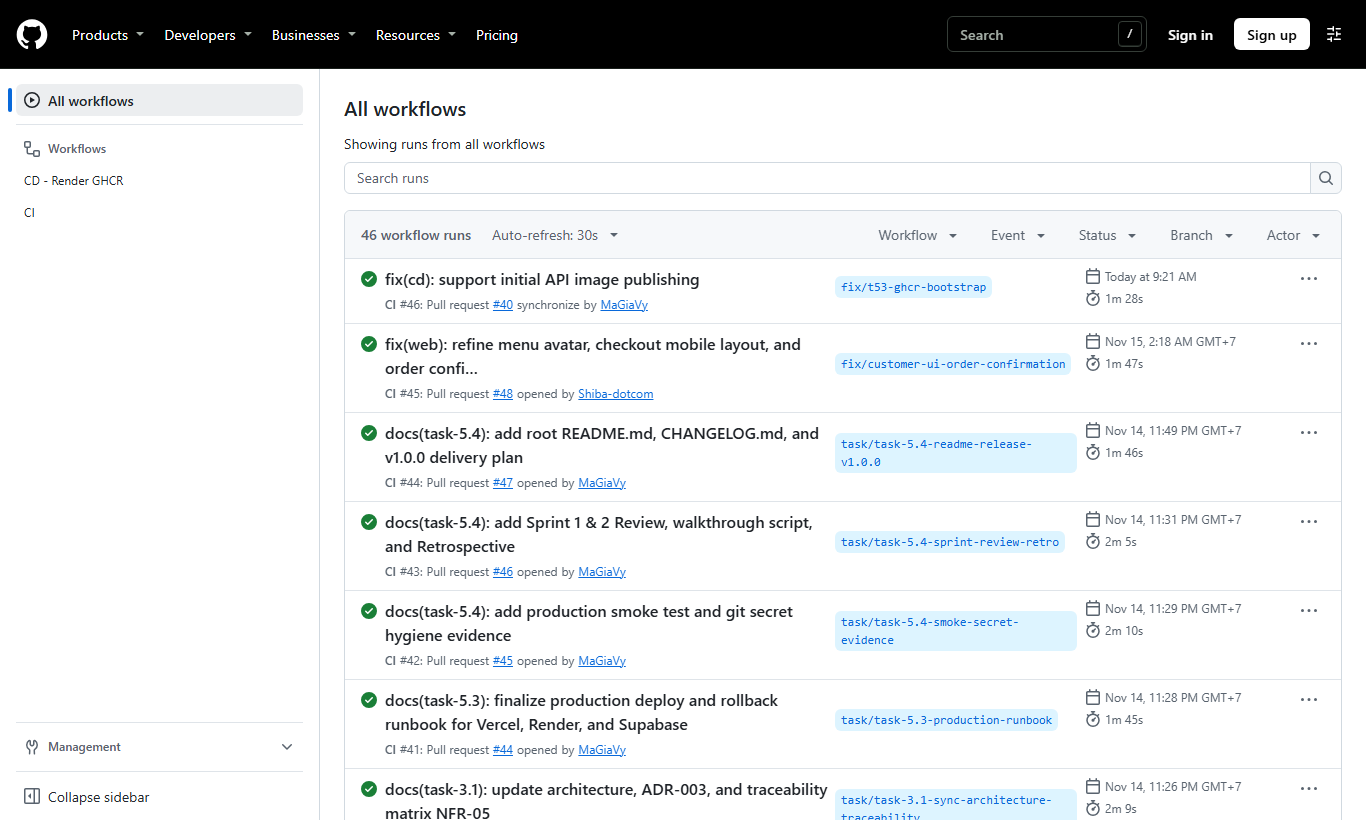 Products
Developers
Businesses
Resources
Pricing
Search
/
Sign in
Sign up
All workflows
Workflows
CD - Render GHCR
CI
Management
Collapse sidebar
All workflows
Showing runs from all workflows
Search runs
46 workflow runs
Auto-refresh: 30s
Workflow
Event
Status
Branch
Actor
fix(cd): support initial API image publishing
CI #46: Pull request #40 synchronize by MaGiaVy
fix/t53-ghcr-bootstrap
Today at 9:21 AM
1m 28s
fix(web): refine menu avatar, checkout mobile layout, and
order confi...
CI #45: Pull request #48 opened by Shiba-dotcom
fix/customer-ui-order-confirmation
Nov 15, 2:18 AM GMT+7
1m 47s
docs(task-5.4): add root README.md, CHANGELOG.md, and
v1.0.0 delivery plan
CI #44: Pull request #47 opened by MaGiaVy
task/task-5.4-readme-release-
v1.0.0
Nov 14, 11:49 PM GMT+7
1m 46s
docs(task-5.4): add Sprint 1 & 2 Review, walkthrough script,
and Retrospective
CI #43: Pull request #46 opened by MaGiaVy
task/task-5.4-sprint-review-retro
Nov 14, 11:31 PM GMT+7
2m 5s
docs(task-5.4): add production smoke test and git secret
hygiene evidence
CI #42: Pull request #45 opened by MaGiaVy
task/task-5.4-smoke-secret-
evidence
Nov 14, 11:29 PM GMT+7
2m 10s
docs(task-5.3): finalize production deploy and rollback
runbook for Vercel, Render, and Supabase
CI #41: Pull request #44 opened by MaGiaVy
task/task-5.3-production-runbook
Nov 14, 11:28 PM GMT+7
1m 45s
docs(task-3.1): update architecture, ADR-003, and traceability
matrix NFR-05
task/task-3.1-sync-architecture-
traceability
Nov 14, 11:26 PM GMT+7
2m 9s